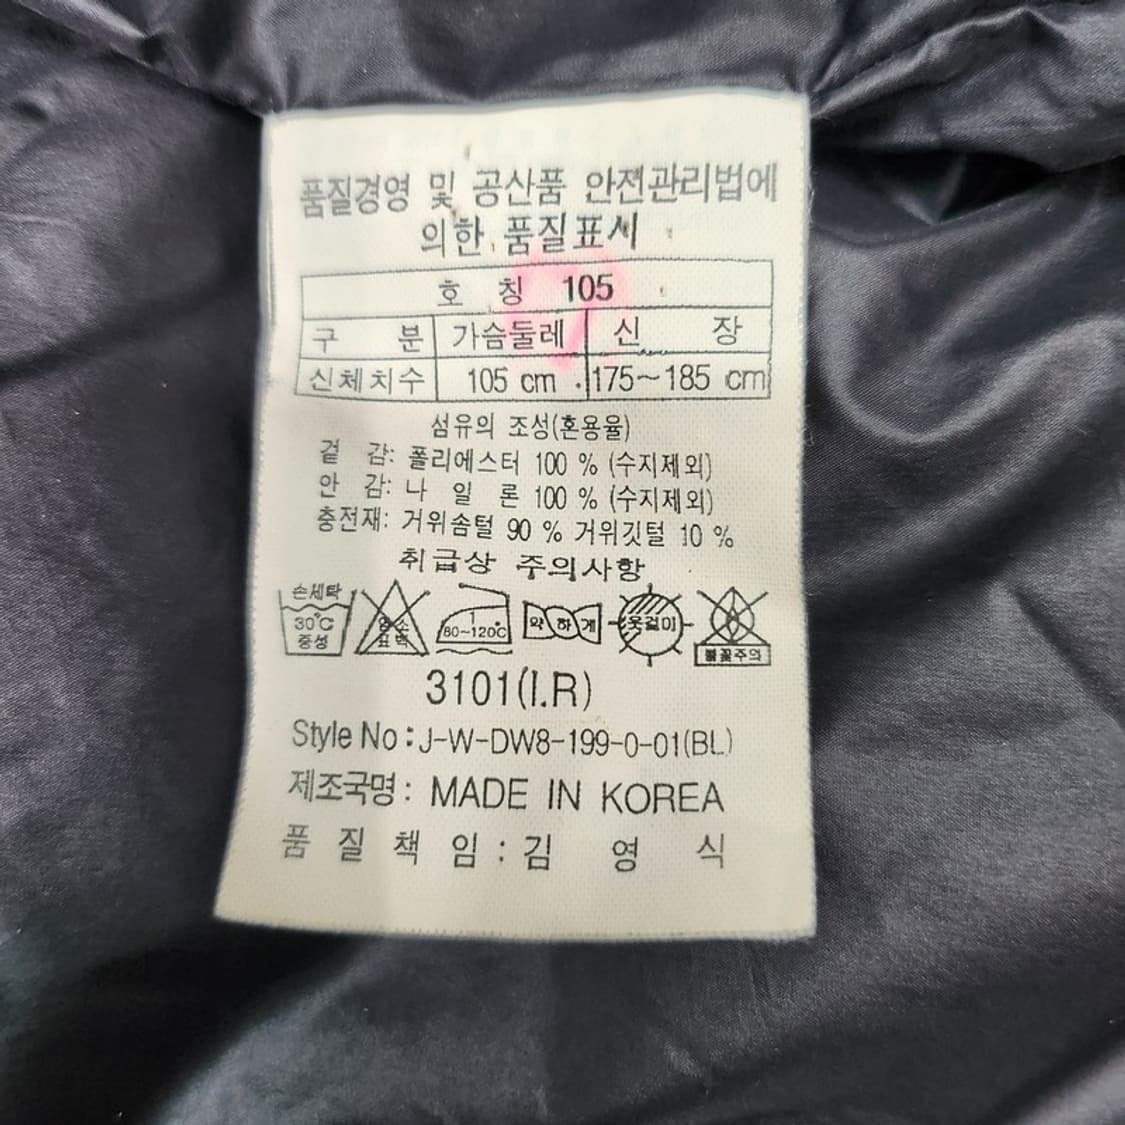 품질경영 및 공산품 안전관리법에
의한 품질표시
호 칭 105
구 분 가슴둘레 신 장
신체치수 105 cm 175~185 cm
섬유의 조성(혼용율)
겉 감: 폴리에스터 100 % (수지제외)
안 감: 나 일 론 100 % (수지제외)
충전재: 거위솜털 90 % 거위깃털 10 %
취급상 주의사항
손세탁 30℃ 중성 염소 표백 80~120℃ 약하게 옷걸이 불꽃주의
3101(I.R)
Style No : J-W-DW8-199-0-01(BL)
제조국명 : MADE IN KOREA
품 질 책 임 : 김 영 식